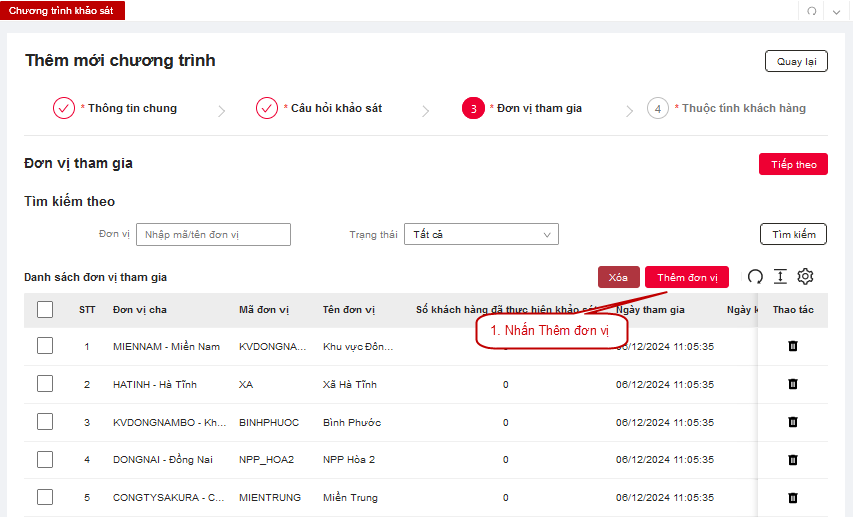 Chương trình khảo sát
Thêm mới chương trình
Quay lại
* Thông tin chung
* Câu hỏi khảo sát
3 * Đơn vị tham gia
4 * Thuộc tính khách hàng
Đơn vị tham gia
Tiếp theo
Tìm kiếm theo
Đơn vị Nhập mã/tên đơn vị Trạng thái Tất cả Tìm kiếm
Danh sách đơn vị tham gia Xóa Thêm đơn vị
STT Đơn vị cha Mã đơn vị Tên đơn vị Số khách hàng đã thực hiện khảo sát Ngày tham gia Ngày k Thao tác
1. Nhấn Thêm đơn vị
1 MIENNAM - Miền Nam KVDONGNA... Khu vực Đôn... 0 06/12/2024 11:05:35
2 HATINH - Hà Tĩnh XA Xã Hà Tĩnh 0 06/12/2024 11:05:35
3 KVDONGNAMBO - Kh... BINHPHUOC Bình Phước 0 06/12/2024 11:05:35
4 DONGNAI - Đồng Nai NPP_HOA2 NPP Hòa 2 0 06/12/2024 11:05:35
5 CONGTYSAKURA - C... MIENTRUNG Miền Trung 0 06/12/2024 11:05:35